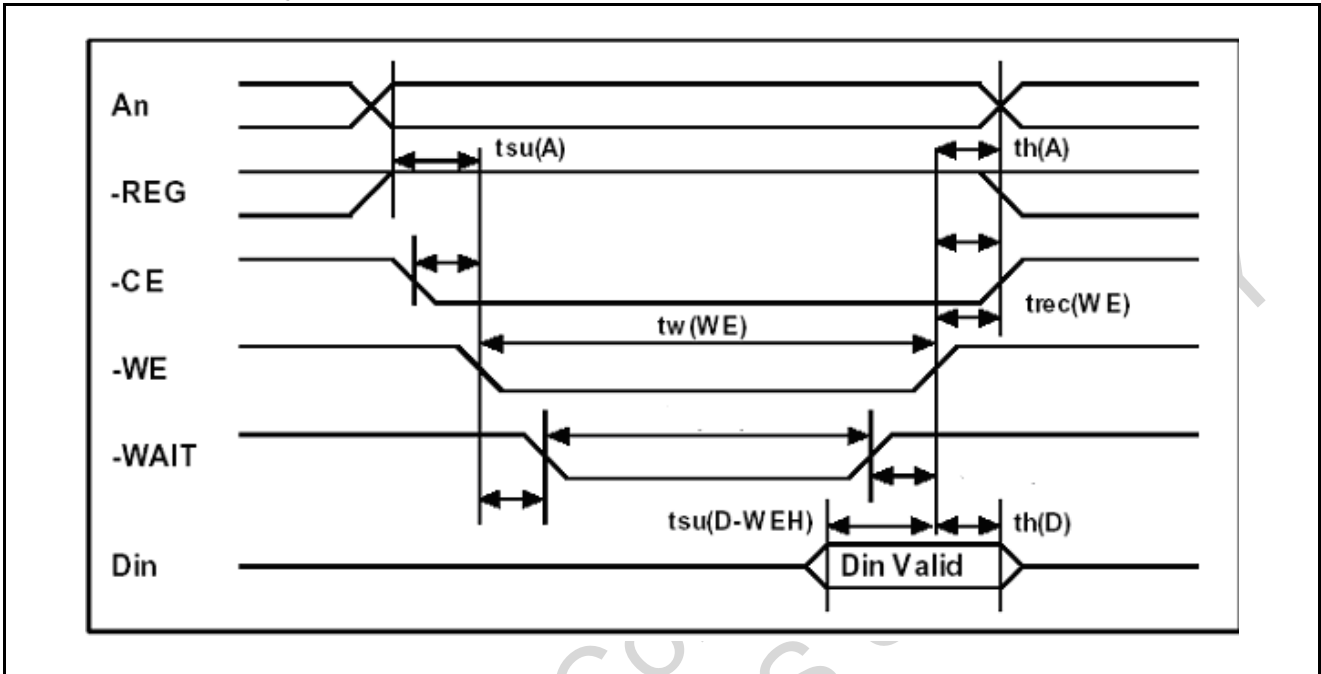 An
tsu(A)
th(A)
-REG
-CE
trec(WE)
tw(WE)
-WE
-WAIT
tsu(D-WEH)
th(D)
Din
Din Valid